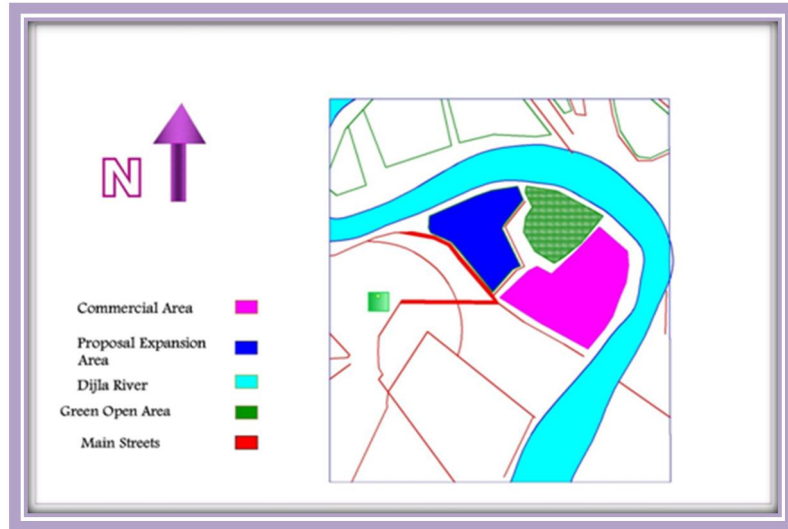 N
Commercial Area
Proposal Expansion
Area
Dijla River
Green Open Area
Main Streets